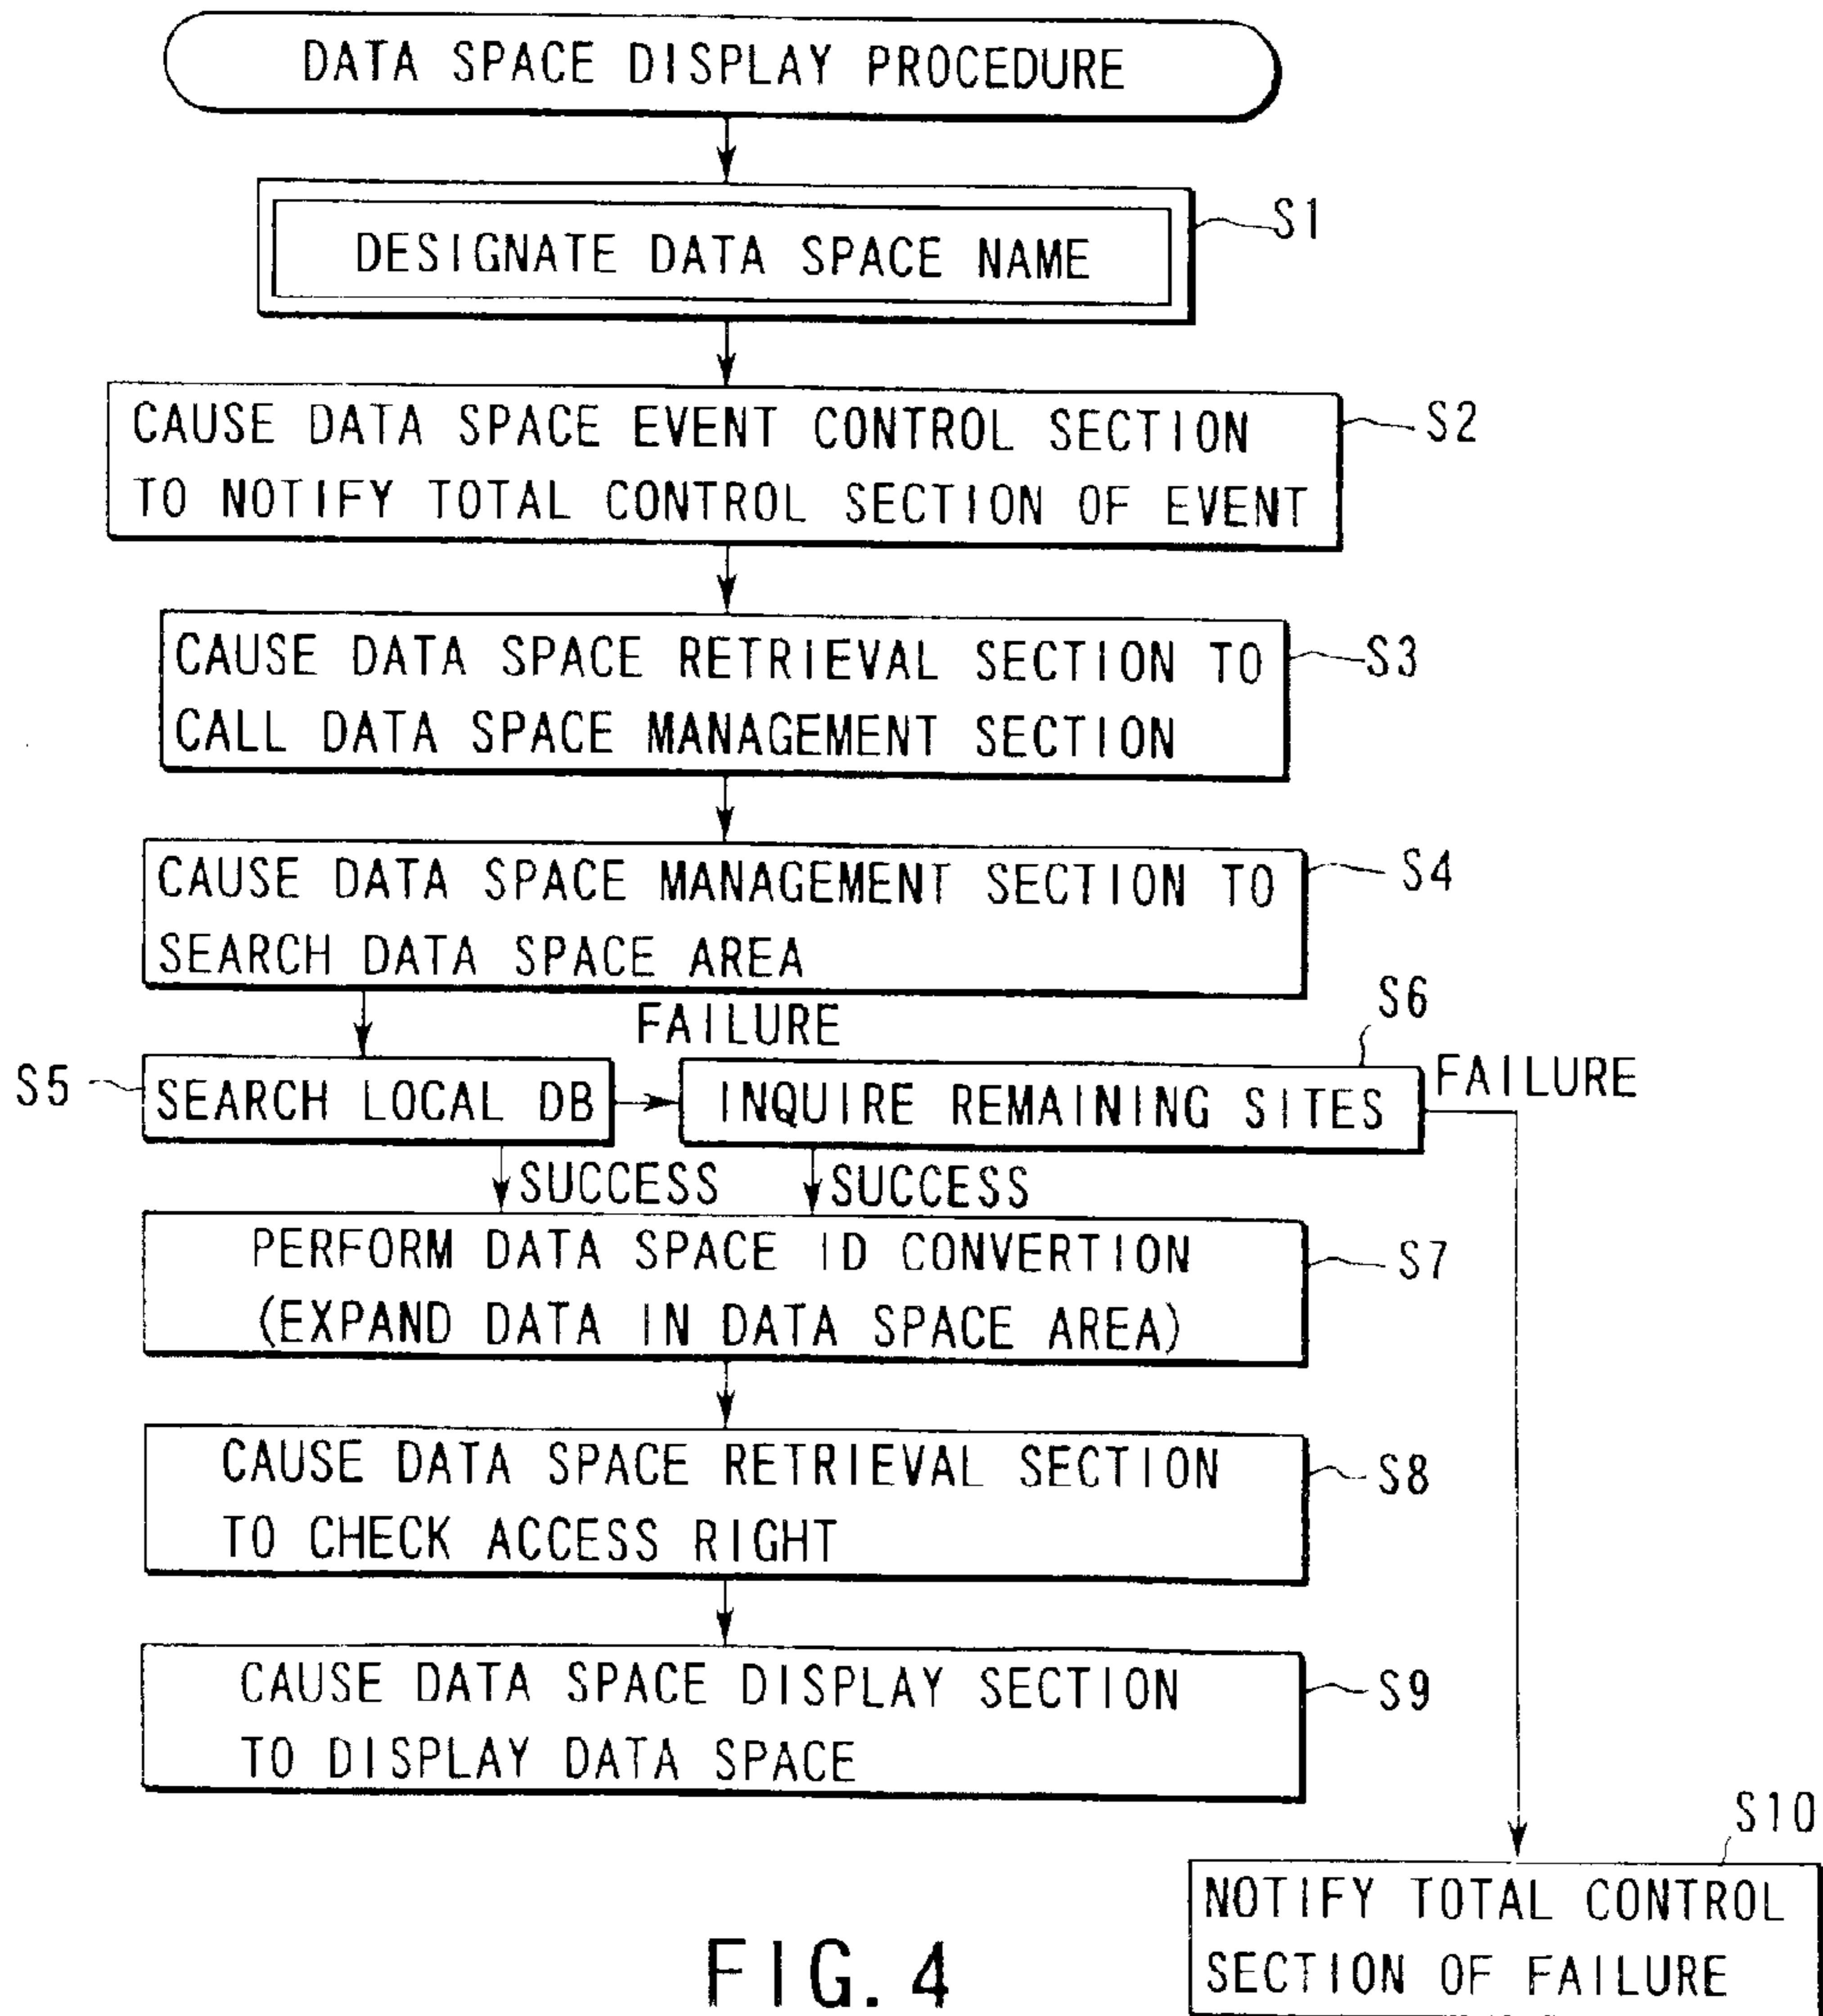 DATA SPACE DISPLAY PROCEDURE
S1
DESIGNATE DATA SPACE NAME
S2
CAUSE DATA SPACE EVENT CONTROL SECTION
TO NOTIFY TOTAL CONTROL SECTION OF EVENT
S3
CAUSE DATA SPACE RETRIEVAL SECTION TO
CALL DATA SPACE MANAGEMENT SECTION
S4
CAUSE DATA SPACE MANAGEMENT SECTION TO
SEARCH DATA SPACE AREA
S6
FAILURE
FAILURE
S5
SEARCH LOCAL DB
INQUIRE REMAINING SITES
SUCCESS
SUCCESS
PERFORM DATA SPACE ID CONVERTION
(EXPAND DATA IN DATA SPACE AREA)
S7
CAUSE DATA SPACE RETRIEVAL SECTION
TO CHECK ACCESS RIGHT
S8
CAUSE DATA SPACE DISPLAY SECTION
TO DISPLAY DATA SPACE
S9
S10
NOTIFY TOTAL CONTROL
SECTION OF FAILURE
FIG. 4